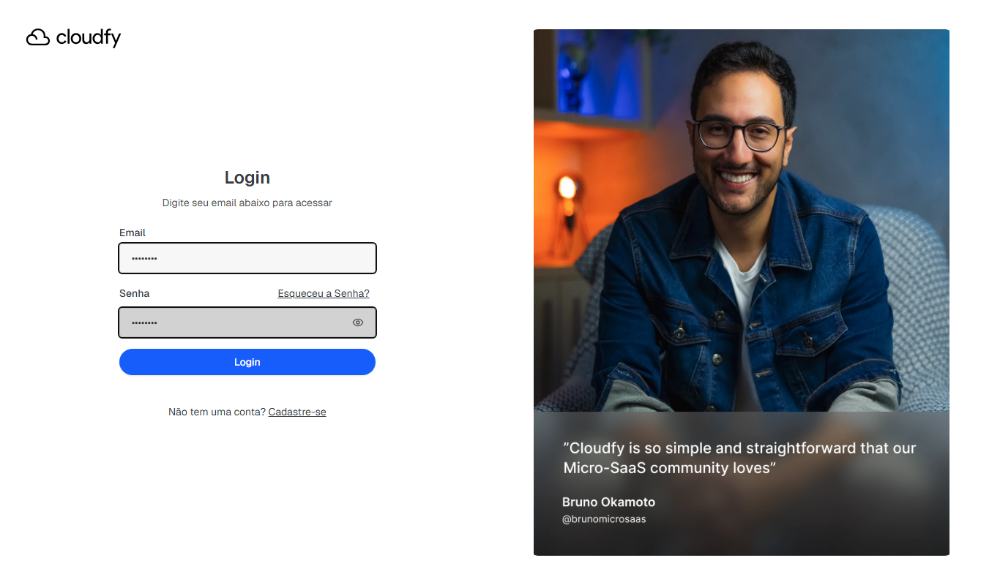 cloudfy
Login
Digite seu email abaixo para acessar
Email
••••••••
Senha
Esqueceu a Senha?
••••••••
Login
Não tem uma conta? Cadastre-se
”Cloudfy is so simple and straightforward that our
Micro-SaaS community loves”
Bruno Okamoto
@brunomicrosaas